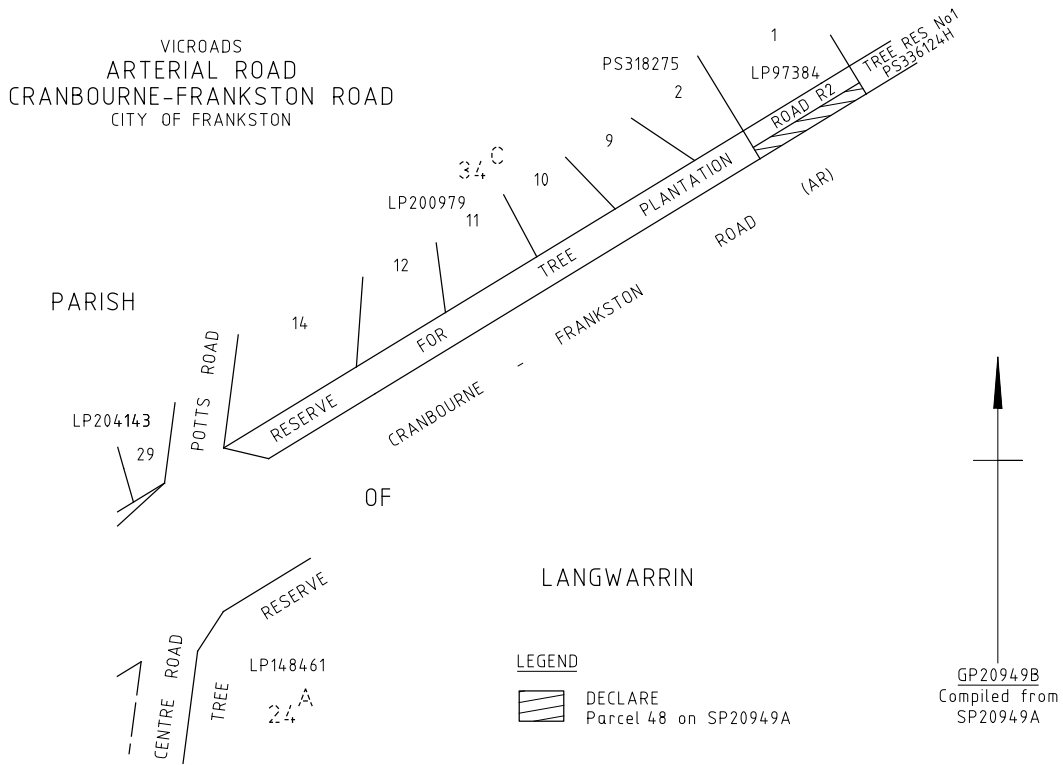 VICROADS
ARTERIAL ROAD
CRANBOURNE-FRANKSTON ROAD
CITY OF FRANKSTON
1
TREE RES No1
PS336124H
PS318275
LP97384
2
ROAD R2
9
34C
10
PLANTATION
(AR)
LP200979
11
ROAD
12
TREE
PARISH
FRANKSTON
14
FOR
-
POTTS ROAD
RESERVE
CRANBOURNE
LP204143
29
OF
LANGWARRIN
RESERVE
CENTRE ROAD
LP148461
TREE
24A
LEGEND
DECLARE
Parcel 48 on SP20949A
GP20949B
Compiled from
SP20949A